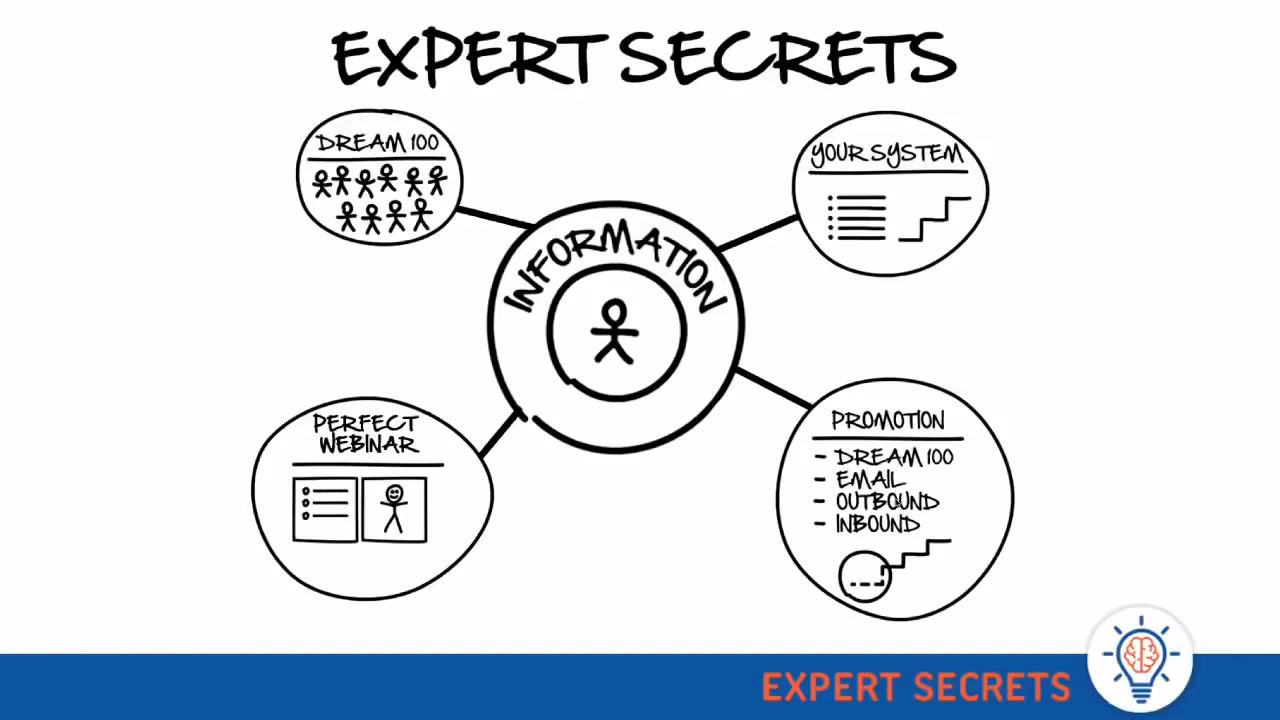 EXPERT SECRETS
DREAM 100
YOUR SYSTEM
INFORMATION
PERFECT
WEBINAR
PROMOTION
- DREAM 100
- EMAIL
- OUTBOUND
- INBOUND
EXPERT SECRETS